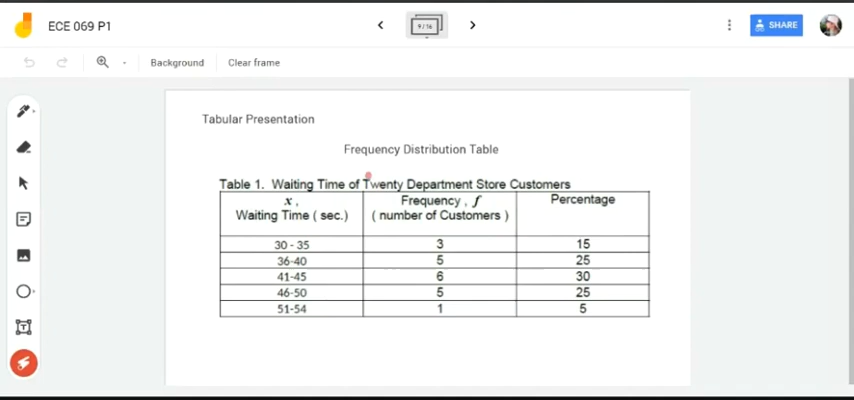 ECE 069 P1
9 / 16
SHARE
Background
Clear frame
Tabular Presentation
Frequency Distribution Table
Table 1. Waiting Time of Twenty Department Store Customers
x , Frequency , f Percentage
Waiting Time ( sec.) ( number of Customers )
30 - 35 3 15
36-40 5 25
41-45 6 30
46-50 5 25
51-54 1 5